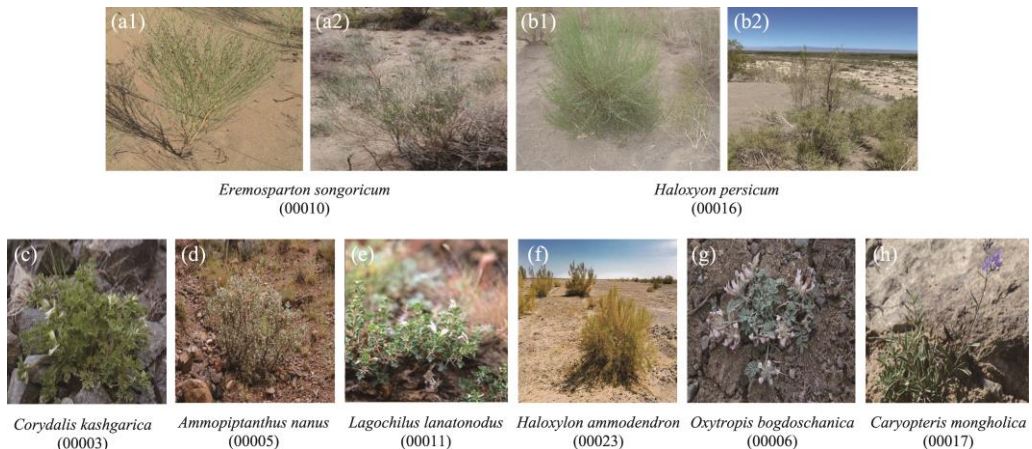 (a1) (a2) (b1) (b2)
Eremosparton songoricum
(00010)
Haloxyon persicum
(00016)
(c) (d) (e) (f) (g) (h)
Corydalis kashgarica
(00003)
Ammopiptanthus nanus
(00005)
Lagochilus lanatonodus
(00011)
Haloxylon ammodendron
(00023)
Oxytropis bogdoschanica
(00006)
Caryopteris mongholica
(00017)